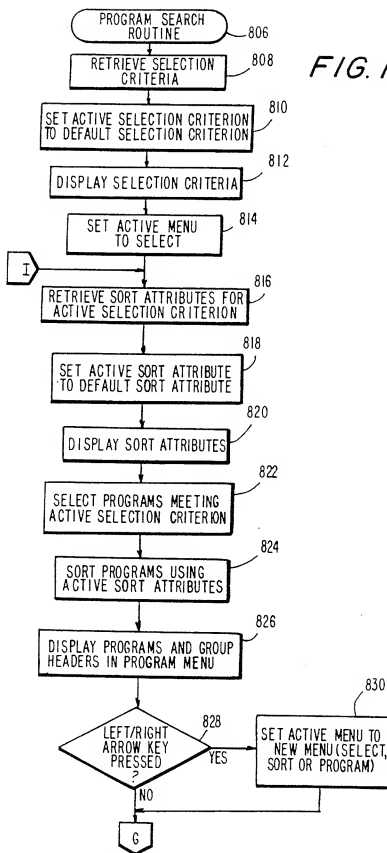 PROGRAM SEARCH
ROUTINE
806
808
RETRIEVE SELECTION
CRITERIA
FIG.
810
SET ACTIVE SELECTION CRITERION
TO DEFAULT SELECTION CRITERION
812
DISPLAY SELECTION CRITERIA
814
SET ACTIVE MENU
TO SELECT
I
816
RETRIEVE SORT ATTRIBUTES FOR
ACTIVE SELECTION CRITERION
818
SET ACTIVE SORT ATTRIBUTE
TO DEFAULT SORT ATTRIBUTE
820
DISPLAY SORT ATTRIBUTES
822
SELECT PROGRAMS MEETING
ACTIVE SELECTION CRITERION
824
SORT PROGRAMS USING
ACTIVE SORT ATTRIBUTES
826
DISPLAY PROGRAMS AND GROUP
HEADERS IN PROGRAM MENU
828
LEFT/RIGHT
ARROW KEY
PRESSED
?
YES
830
SET ACTIVE MENU TO
NEW MENU (SELECT,
SORT OR PROGRAM)
NO
G